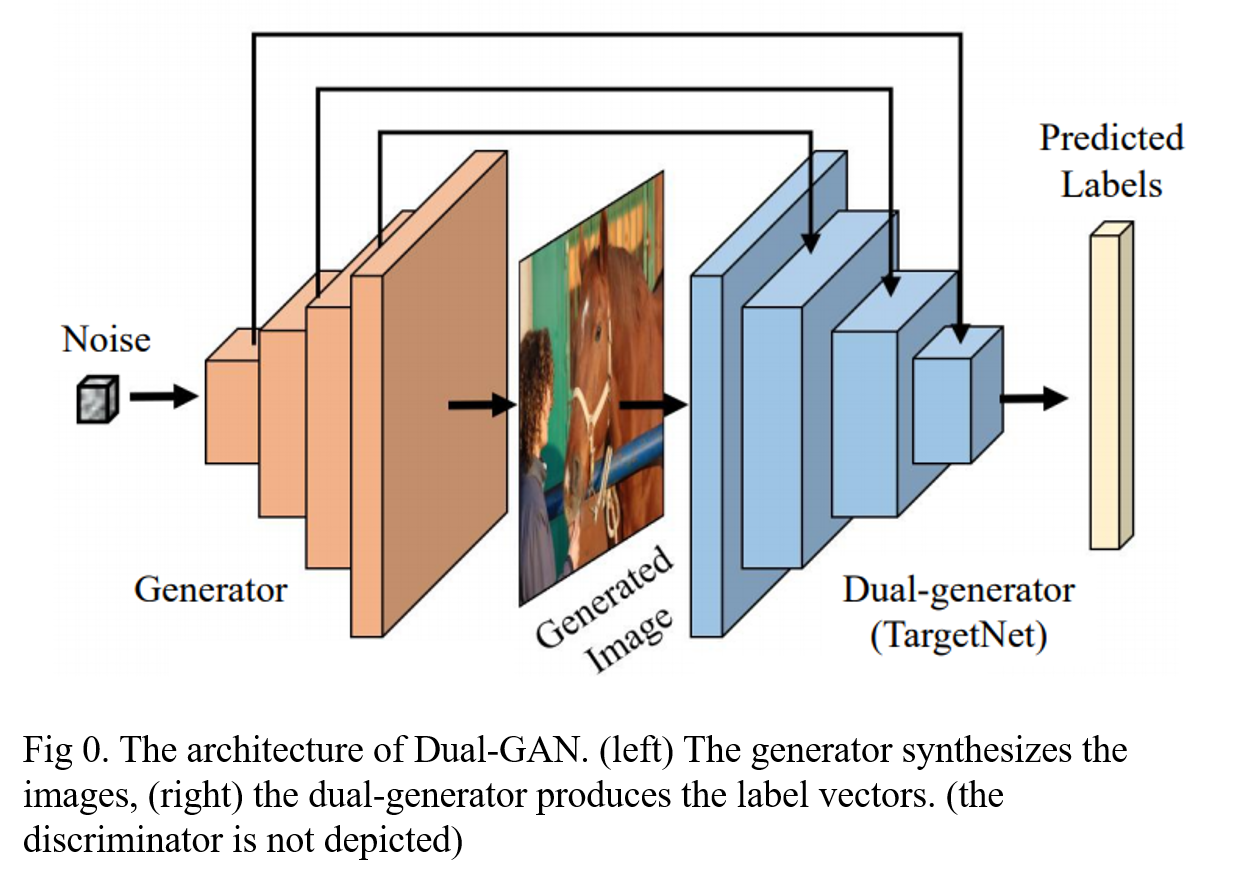 Predicted
Labels
Noise
Generator
Generated
Image
Dual-generator
(TargetNet)
Fig 0. The architecture of Dual-GAN. (left) The generator synthesizes the
images, (right) the dual-generator produces the label vectors. (the
discriminator is not depicted)